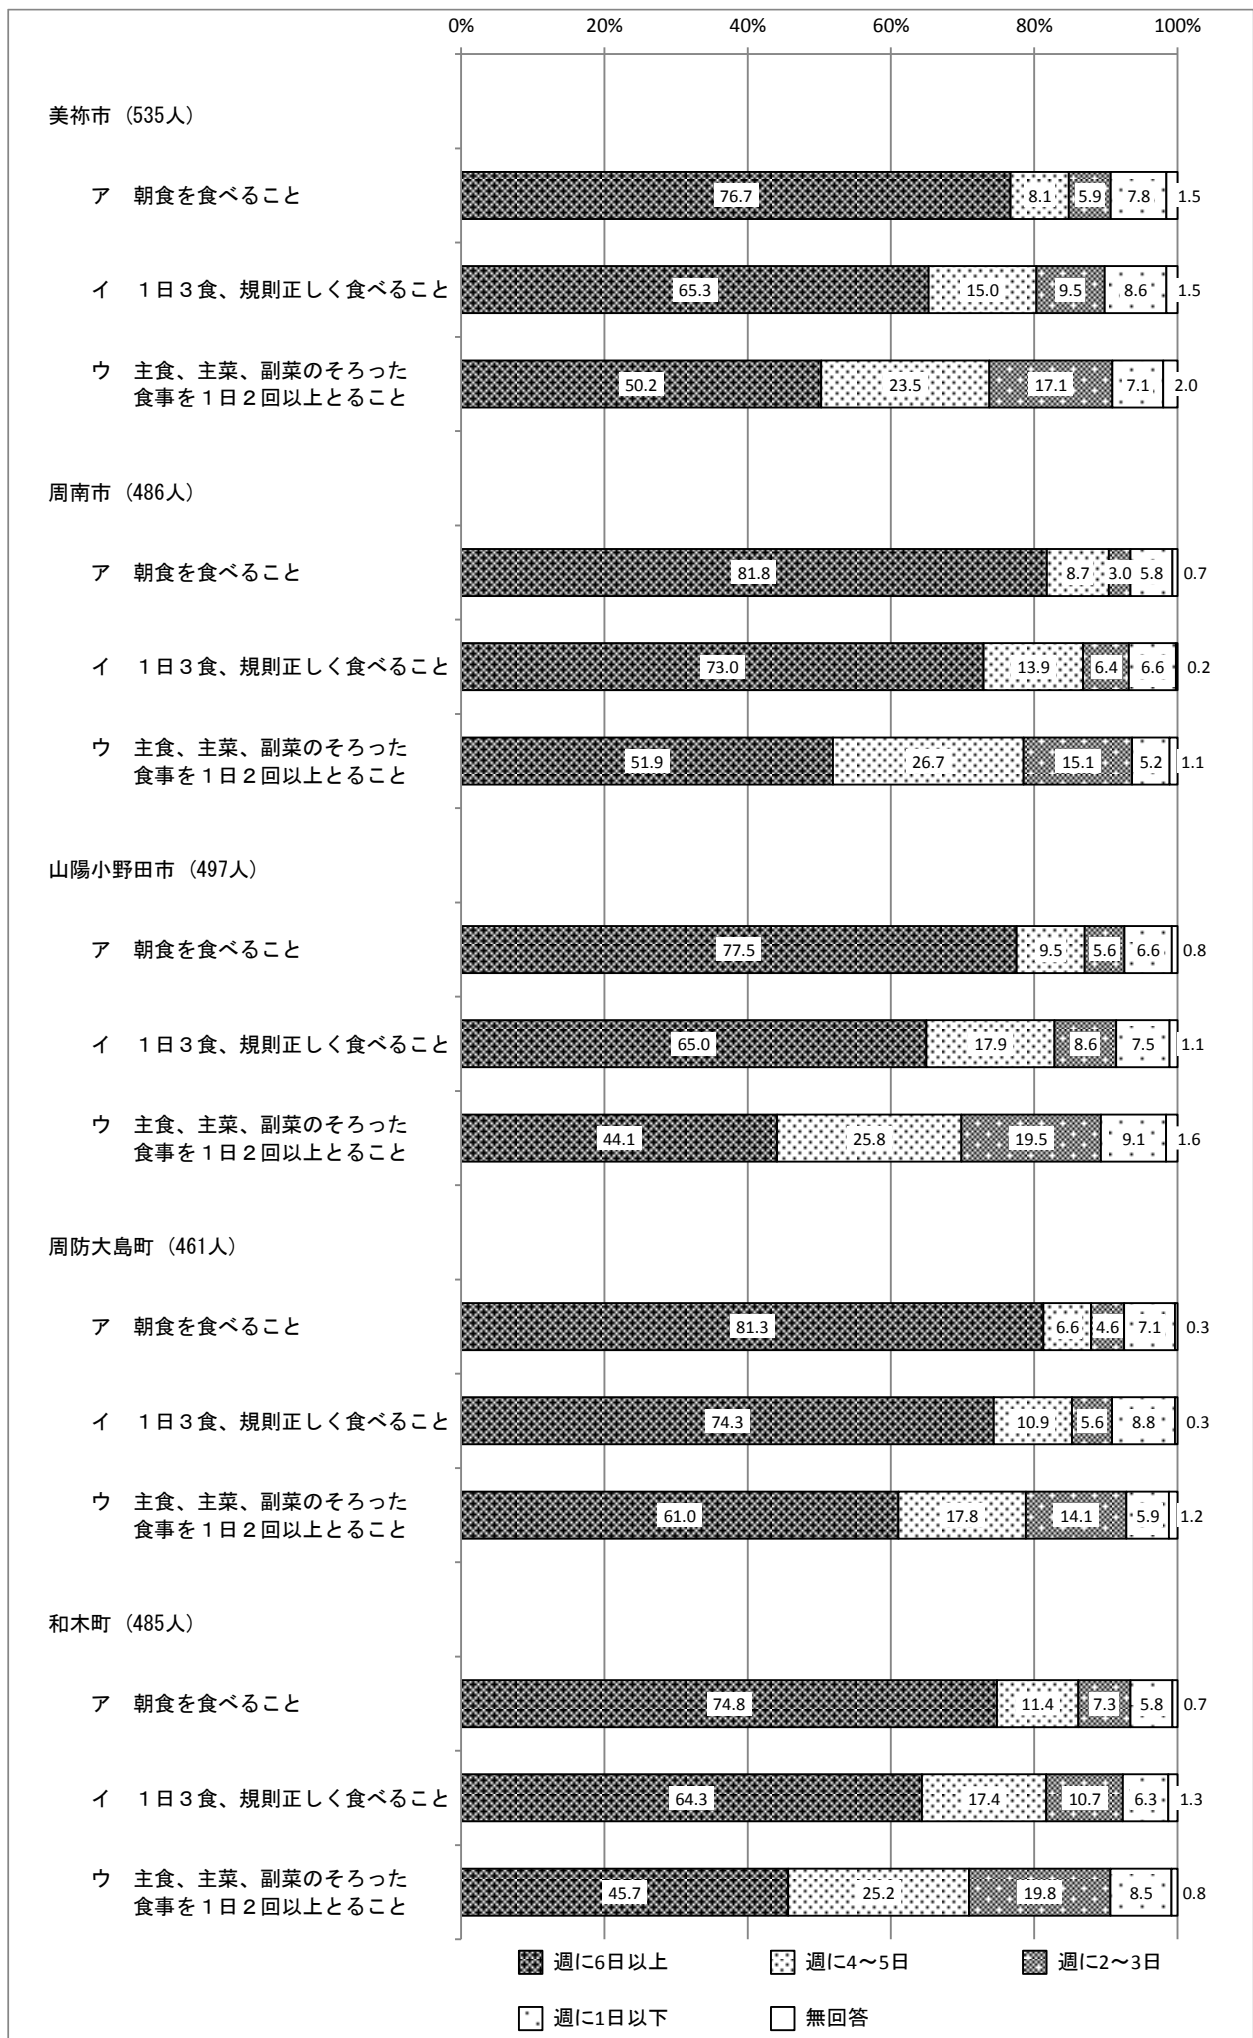 0% 20% 40% 60% 80% 100%
美祢市 (535人)
ア 朝食を食べること 76.7 8.1 5.9 7.8 1.5
イ １日３食、規則正しく食べること 65.3 15.0 9.5 8.6 1.5
ウ 主食、主菜、副菜のそろった
食事を１日２回以上とること 50.2 23.5 17.1 7.1 2.0
周南市 (486人)
ア 朝食を食べること 81.8 8.7 3.0 5.8 0.7
イ １日３食、規則正しく食べること 73.0 13.9 6.4 6.6 0.2
ウ 主食、主菜、副菜のそろった
食事を１日２回以上とること 51.9 26.7 15.1 5.2 1.1
山陽小野田市 (497人)
ア 朝食を食べること 77.5 9.5 5.6 6.6 0.8
イ １日３食、規則正しく食べること 65.0 17.9 8.6 7.5 1.1
ウ 主食、主菜、副菜のそろった
食事を１日２回以上とること 44.1 25.8 19.5 9.1 1.6
周防大島町 (461人)
ア 朝食を食べること 81.3 6.6 4.6 7.1 0.3
イ １日３食、規則正しく食べること 74.3 10.9 5.6 8.8 0.3
ウ 主食、主菜、副菜のそろった
食事を１日２回以上とること 61.0 17.8 14.1 5.9 1.2
和木町 (485人)
ア 朝食を食べること 74.8 11.4 7.3 5.8 0.7
イ １日３食、規則正しく食べること 64.3 17.4 10.7 6.3 1.3
ウ 主食、主菜、副菜のそろった
食事を１日２回以上とること 45.7 25.2 19.8 8.5 0.8
週に6日以上 週に4～5日 週に2～3日
週に1日以下 無回答